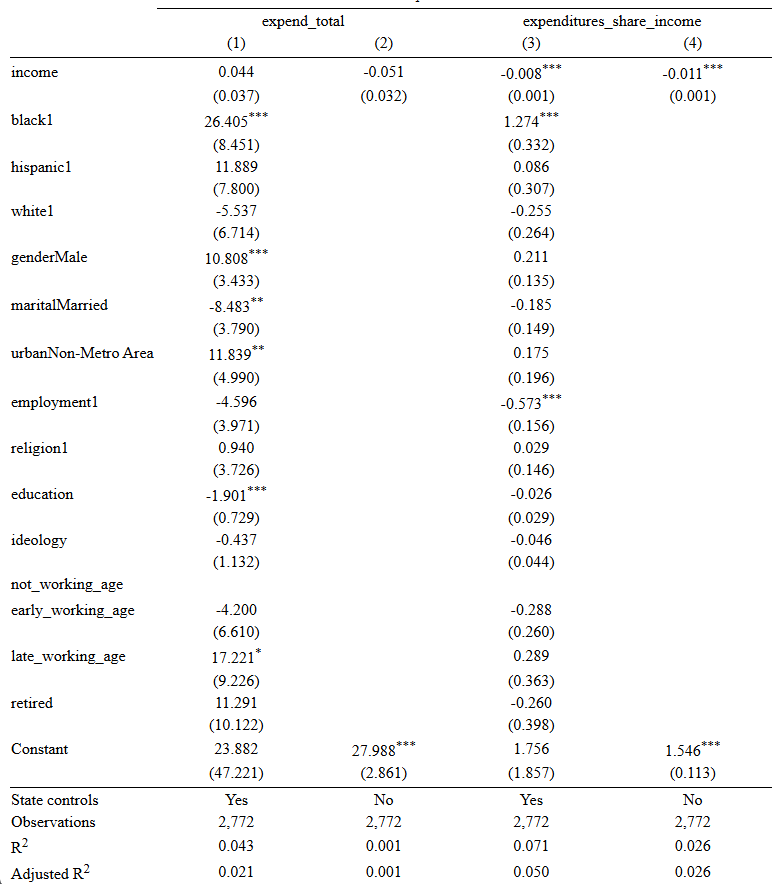 expend_total expenditures_share_income
(1) (2) (3) (4)
income 0.044 -0.051 -0.008*** -0.011***
(0.037) (0.032) (0.001) (0.001)
black1 26.405*** 1.274***
(8.451) (0.332)
hispanic1 11.889 0.086
(7.800) (0.307)
white1 -5.537 -0.255
(6.714) (0.264)
genderMale 10.808*** 0.211
(3.433) (0.135)
maritalMarried -8.483** -0.185
(3.790) (0.149)
urbanNon-Metro Area 11.839** 0.175
(4.990) (0.196)
employment1 -4.596 -0.573***
(3.971) (0.156)
religion1 0.940 0.029
(3.726) (0.146)
education -1.901*** -0.026
(0.729) (0.029)
ideology -0.437 -0.046
(1.132) (0.044)
not_working_age
early_working_age -4.200 -0.288
(6.610) (0.260)
late_working_age 17.221* 0.289
(9.226) (0.363)
retired 11.291 -0.260
(10.122) (0.398)
Constant 23.882 27.988*** 1.756 1.546***
(47.221) (2.861) (1.857) (0.113)
State controls Yes No Yes No
Observations 2,772 2,772 2,772 2,772
R2 0.043 0.001 0.071 0.026
Adjusted R2 0.021 0.001 0.050 0.026